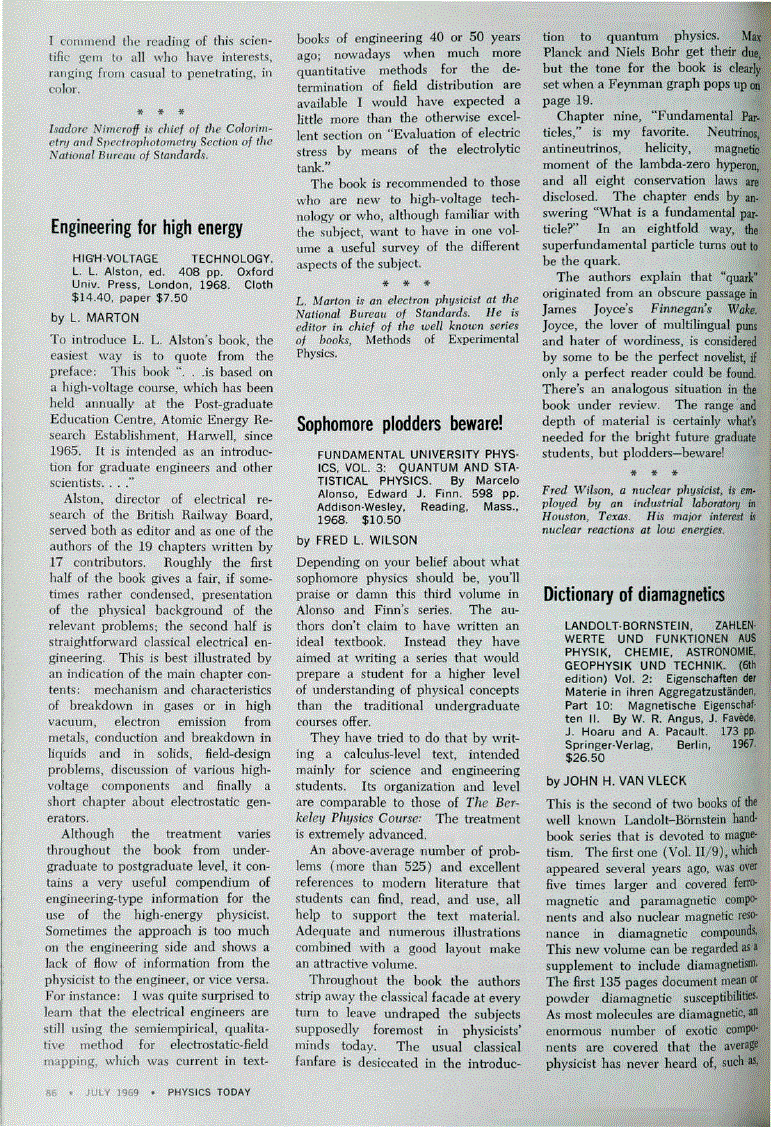 I commend the reading of this scien-
tific gem to all who have interests,
ranging from casual to penetrating, in
color.
* * *
Isadore Nimeroff is chief of the Colorim-
etry and Spectrophotometry Section of the
National Bureau of Standards.
Engineering for high energy
HIGH-VOLTAGE TECHNOLOGY.
L. L. Alston, ed. 408 pp. Oxford
Univ. Press, London, 1968. Cloth
$14.40, paper $7.50
by L. MARTON
To introduce L. L. Alston's book, the
easiest way is to quote from the
preface: This book ". . .is based on
a high-voltage course, which has been
held annually at the Post-graduate
Education Centre, Atomic Energy Re-
search Establishment, Harwell, since
1965. It is intended as an introduc-
tion for graduate engineers and other
scientists. . . ."
Alston, director of electrical re-
search of the British Railway Board,
served both as editor and as one of the
authors of the 19 chapters written by
17 contributors. Roughly the first
half of the book gives a fair, if some-
times rather condensed, presentation
of the physical background of the
relevant problems; the second half is
straightforward classical electrical en-
gineering. This is best illustrated by
an indication of the main chapter con-
tents: mechanism and characteristics
of breakdown in gases or in high
vacuum, electron emission from
metals, conduction and breakdown in
liquids and in solids, field-design
problems, discussion of various high-
voltage components and finally a
short chapter about electrostatic gen-
erators.
Although the treatment varies
throughout the book from under-
graduate to postgraduate level, it con-
tains a very useful compendium of
engineering-type information for the
use of the high-energy physicist.
Sometimes the approach is too much
on the engineering side and shows a
lack of flow of information from the
physicist to the engineer, or vice versa.
For instance: I was quite surprised to
learn that the electrical engineers are
still using the semiempirical, qualita-
tive method for electrostatic-field
mapping, which was current in text-
books of engineering 40 or 50 years
ago; nowadays when much more
quantitative methods for the de-
termination of field distribution are
available I would have expected a
little more than the otherwise excel-
lent section on "Evaluation of electric
stress by means of the electrolytic
tank."
The book is recommended to those
who are new to high-voltage tech-
nology or who, although familiar with
the subject, want to have in one vol-
ume a useful survey of the different
aspects of the subject.
* * *
L. Marton is an electron physicist at the
National Bureau of Standards. He is
editor in chief of the well known series
of books, Methods of Experimental
Physics.
Sophomore plodders beware!
FUNDAMENTAL UNIVERSITY PHYS-
ICS, VOL. 3: QUANTUM AND STA-
TISTICAL PHYSICS. By Marcelo
Alonso, Edward J. Finn. 598 pp.
Addison-Wesley, Reading, Mass.,
1968. $10.50
by FRED L. WILSON
Depending on your belief about what
sophomore physics should be, you'll
praise or damn this third volume in
Alonso and Finn's series. The au-
thors don't claim to have written an
ideal textbook. Instead they have
aimed at writing a series that would
prepare a student for a higher level
of understanding of physical concepts
than the traditional undergraduate
courses offer.
They have tried to do that by writ-
ing a calculus-level text, intended
mainly for science and engineering
students. Its organization and level
are comparable to those of The Ber-
keley Physics Course: The treatment
is extremely advanced.
An above-average number of prob-
lems (more than 525) and excellent
references to modern literature that
students can find, read, and use, all
help to support the text material.
Adequate and numerous illustrations
combined with a good layout make
an attractive volume.
Throughout the book the authors
strip away the classical facade at every
turn to leave undraped the subjects
supposedly foremost in physicists'
minds today. The usual classical
fanfare is desiccated in the introduc-
tion to quantum physics. Max
Planck and Niels Bohr get their due,
but the tone for the book is clearly
set when a Feynman graph pops up on
page 19.
Chapter nine, "Fundamental Par-
ticles," is my favorite. Neutrinos,
antineutrinos, helicity, magnetic
moment of the lambda-zero hyperon,
and all eight conservation laws are
disclosed. The chapter ends by an-
swering "What is a fundamental par-
ticle?" In an eightfold way, the
superfundamental particle turns out to
be the quark.
The authors explain that "quark"
originated from an obscure passage in
James Joyce's Finnegan's Wake.
Joyce, the lover of multilingual puns
and hater of wordiness, is considered
by some to be the perfect novelist, if
only a perfect reader could be found.
There's an analogous situation in the
book under review. The range and
depth of material is certainly what's
needed for the bright future graduate
students, but plodders—beware!
* * *
Fred Wilson, a nuclear physicist, is em-
ployed by an industrial laboratory in
Houston, Texas. His major interest is
nuclear reactions at low energies.
Dictionary of diamagnetics
LANDOLT-BORNSTEIN, ZAHLEN-
WERTE UND FUNKTIONEN AUS
PHYSIK, CHEMIE, ASTRONOMIE,
GEOPHYSIK UND TECHNIK. (6th
edition) Vol. 2: Eigenschaften der
Materie in ihren Aggregatzuständen,
Part 10: Magnetische Eigenschaf-
ten II. By W. R. Angus, J. Favède,
J. Hoaru and A. Pacault. 173 pp.
Springer-Verlag, Berlin, 1967.
$26.50
by JOHN H. VAN VLECK
This is the second of two books of the
well known Landolt–Börnstein hand-
book series that is devoted to magne-
tism. The first one (Vol. II/9), which
appeared several years ago, was over
five times larger and covered ferro-
magnetic and paramagnetic compo-
nents and also nuclear magnetic reso-
nance in diamagnetic compounds.
This new volume can be regarded as a
supplement to include diamagnetism.
The first 135 pages document mean or
powder diamagnetic susceptibilities.
As most molecules are diamagnetic, an
enormous number of exotic compo-
nents are covered that the average
physicist has never heard of, such as,
86 • JULY 1969 • PHYSICS TODAY